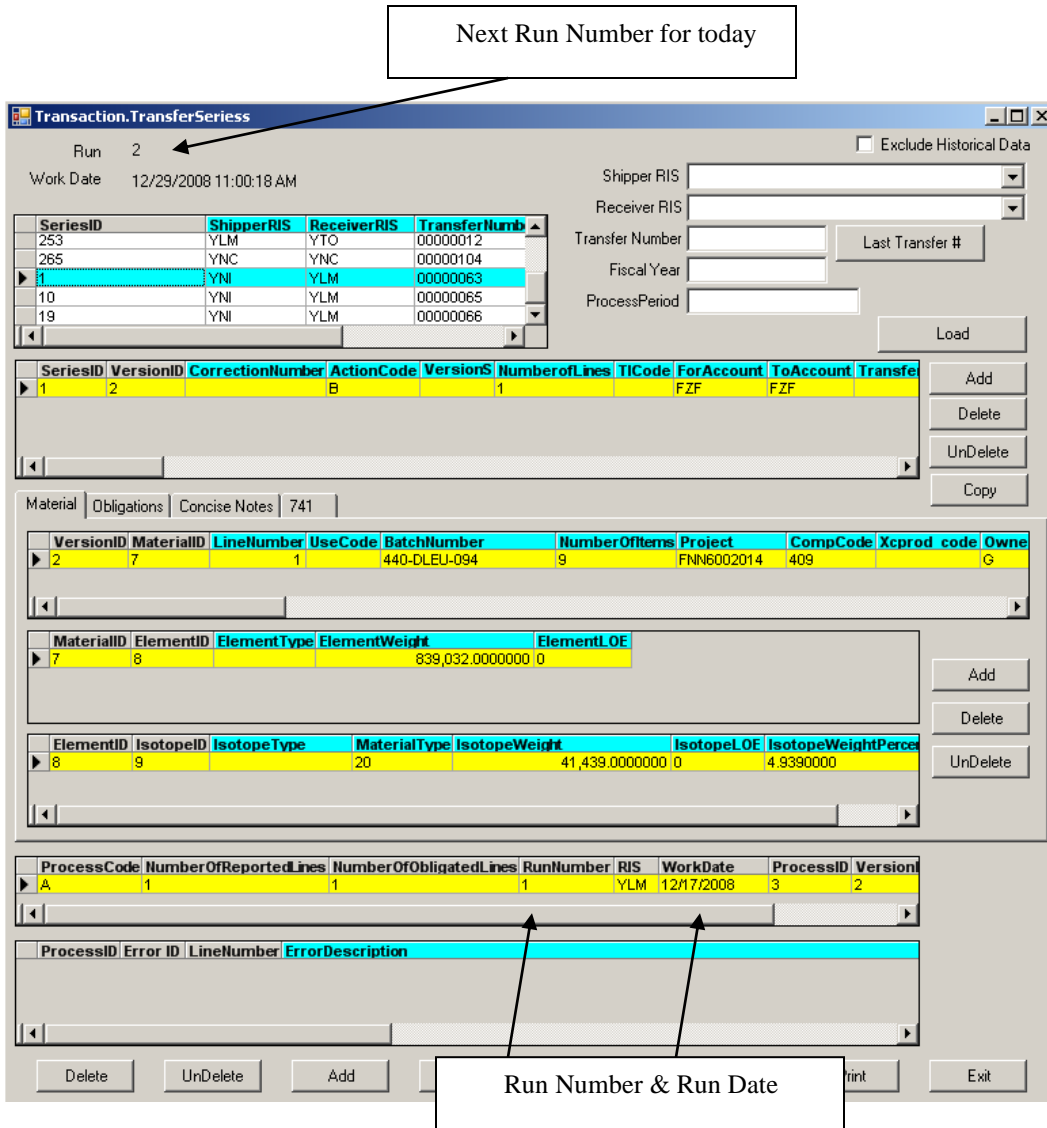 Next Run Number for today
Transaction.TransferSeriess
Run 2
Exclude Historical Data
Work Date 12/29/2008 11:00:18 AM
Shipper RIS
Receiver RIS
SeriesID ShipperRIS ReceiverRIS TransferNumb
253 YLM YTO 00000012
265 YNC YNC 00000104
1 YNI YLM 00000063
10 YNI YLM 00000065
19 YNI YLM 00000066
Transfer Number
Last Transfer #
Fiscal Year
ProcessPeriod
Load
SeriesID VersionID CorrectionNumber ActionCode VersionS NumberofLines TICode ForAccount ToAccount Transfer
1 2 B 1 FZF FZF
Add
Delete
UnDelete
Copy
Material Obligations Concise Notes 741
VersionID MaterialID LineNumber UseCode BatchNumber NumberOfItems Project CompCode Xcprod_code Owne
2 7 1 440-DLEU-094 9 FNN6002014 409 G
MaterialID ElementID ElementType ElementWeight ElementLOE
7 8 839,032.0000000 0
Add
Delete
ElementID IsotopeID IsotopeType MaterialType IsotopeWeight IsotopeLOE IsotopeWeightPercen
8 9 20 41,439.0000000 0 4.9390000
UnDelete
ProcessCode NumberOfReportedLines NumberOfObligatedLines RunNumber RIS WorkDate ProcessID VersionI
A 1 1 1 YLM 12/17/2008 3 2
ProcessID Error ID LineNumber ErrorDescription
Delete UnDelete Add Print Exit
Run Number & Run Date